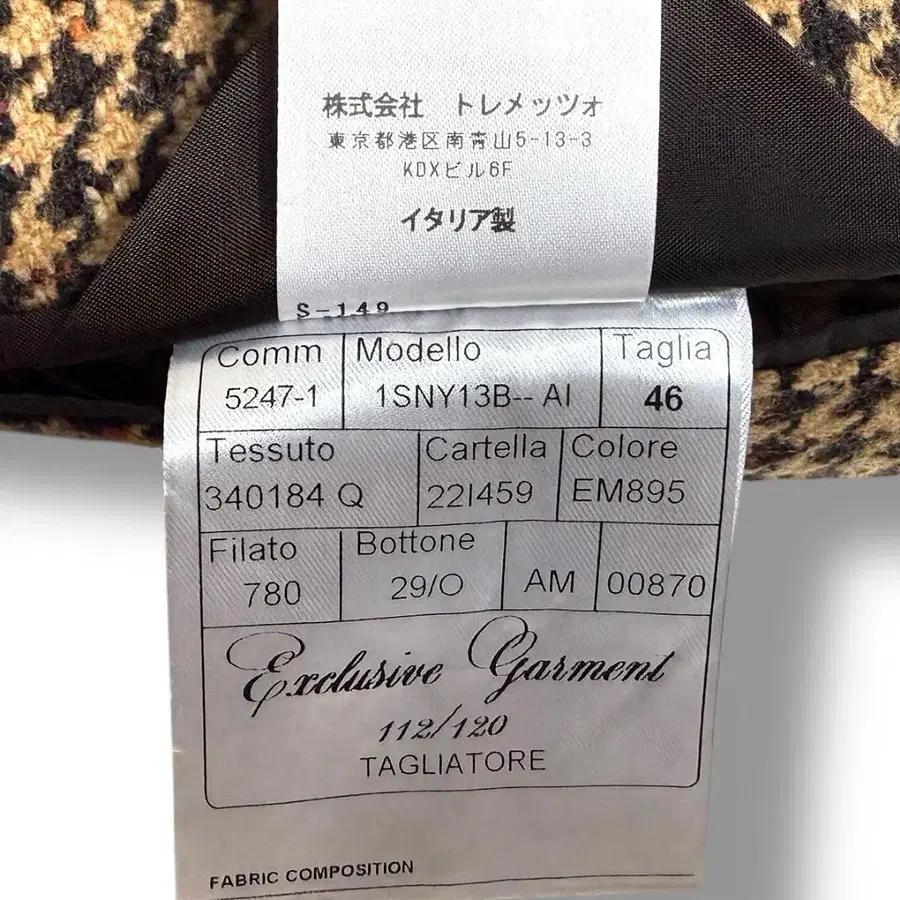 株式会社 トレメッツォ
東京都港区南青山5-13-3
KDXビル6F
イタリア製
S-149
Comm Modello Taglia
5247-1 1SNY13B-- AI 46
Tessuto Cartella Colore
340184 Q 22I459 EM895
Filato Bottone
780 29/O AM 00870
Exclusive Garment
112/120
TAGLIATORE
FABRIC COMPOSITION